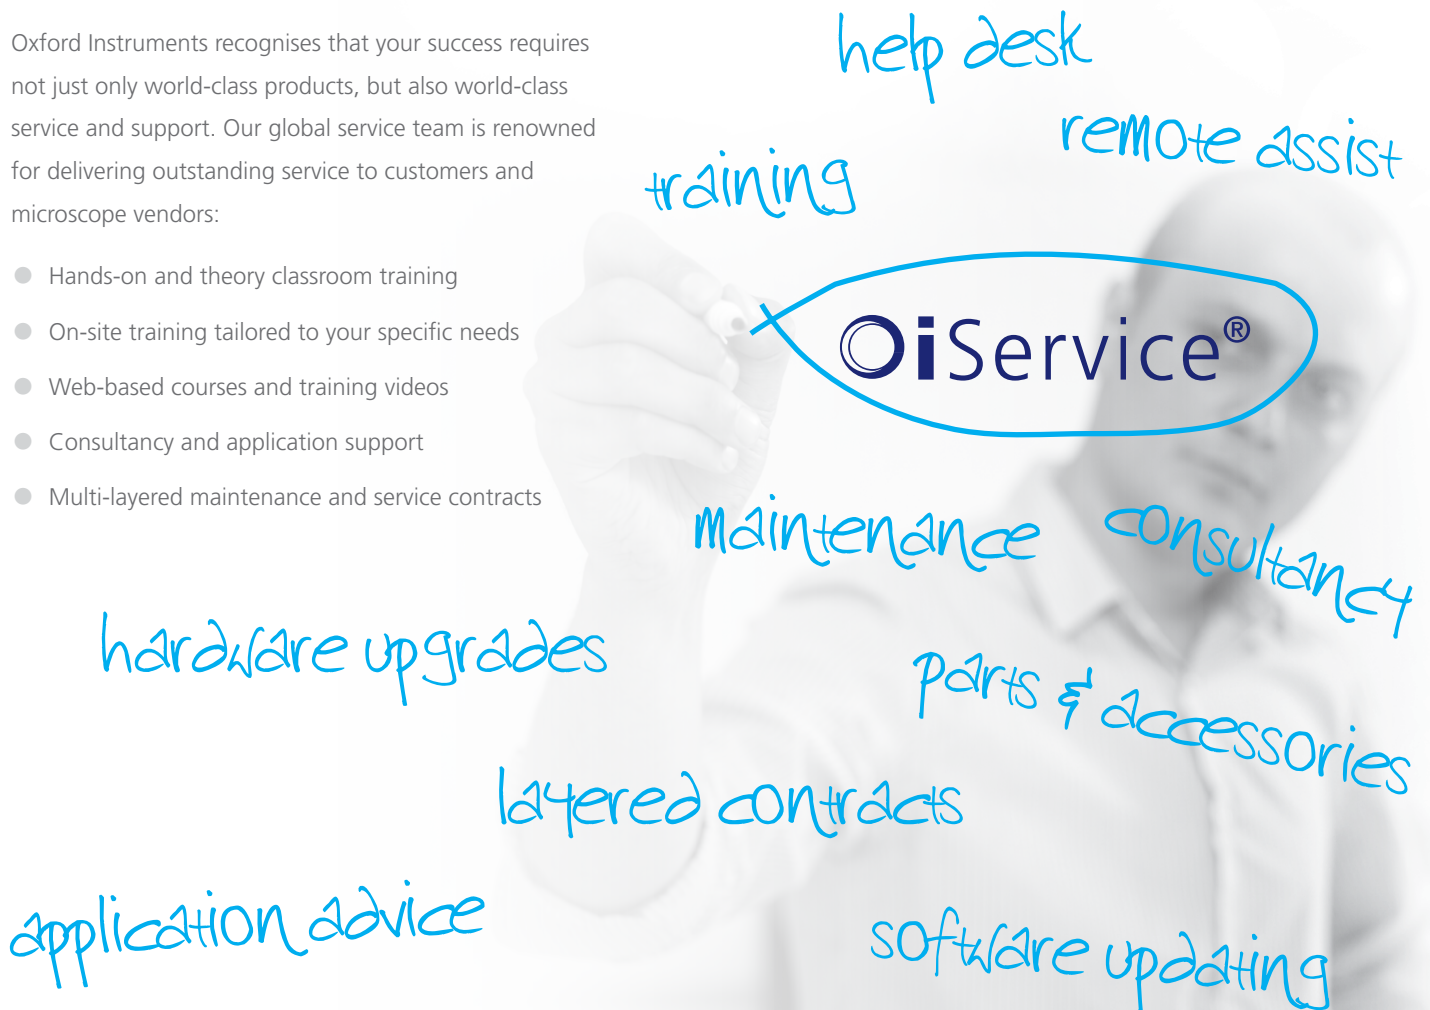 Oxford Instruments recognises that your success requires
not just only world-class products, but also world-class
service and support. Our global service team is renowned
for delivering outstanding service to customers and
microscope vendors:
● Hands-on and theory classroom training
● On-site training tailored to your specific needs
● Web-based courses and training videos
● Consultancy and application support
● Multi-layered maintenance and service contracts
help desk
remote assist
training
OiService®
maintenance
consultancy
hardware upgrades
parts & accessories
layered contracts
application advice
software updating